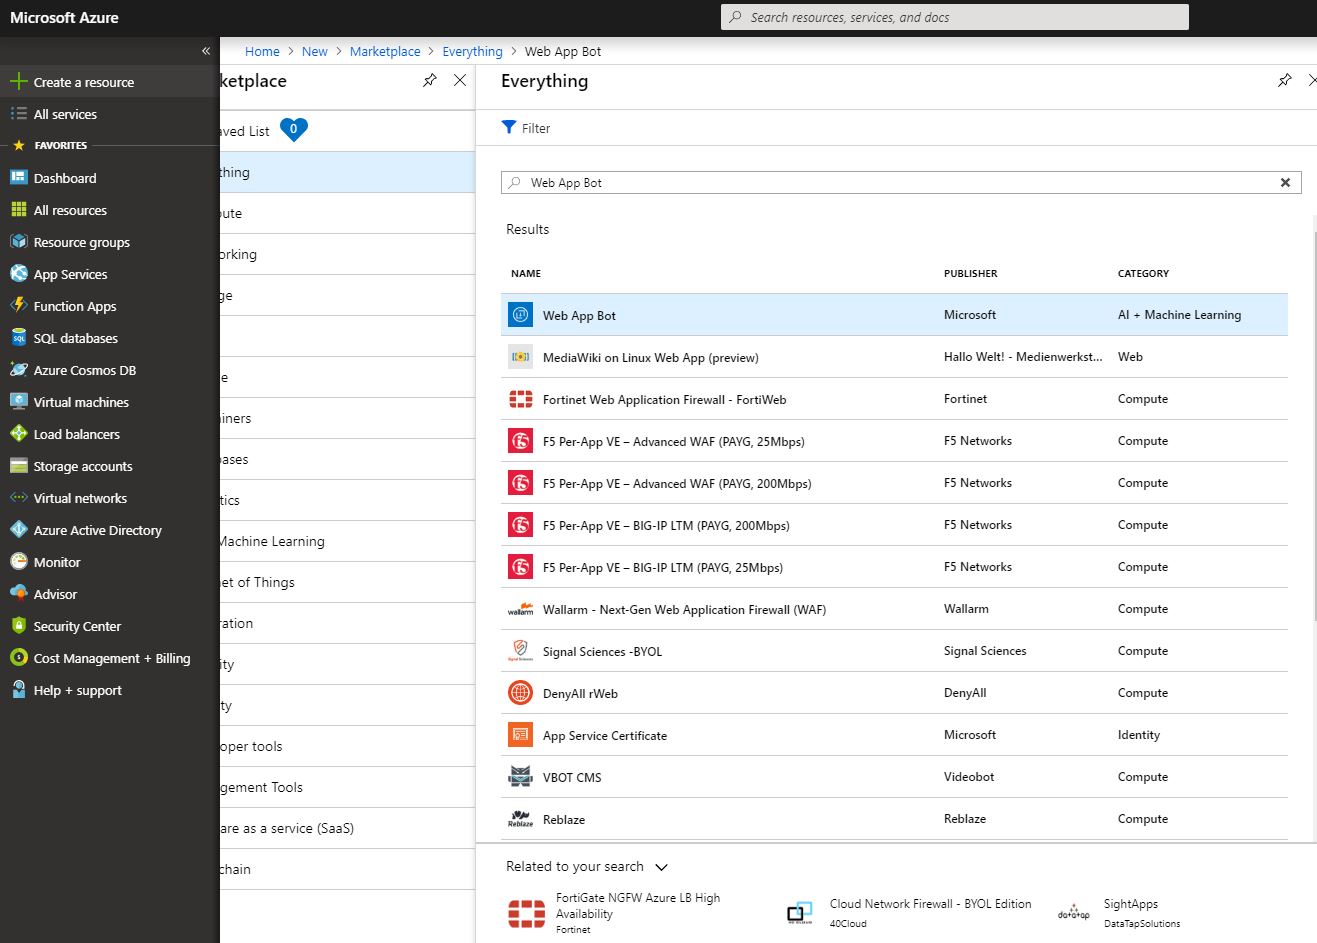 Microsoft Azure
Search resources, services, and docs
«
Home > New > Marketplace > Everything > Web App Bot
Create a resource
All services
FAVORITES
Dashboard
All resources
Resource groups
App Services
Function Apps
SQL databases
Azure Cosmos DB
Virtual machines
Load balancers
Storage accounts
Virtual networks
Azure Active Directory
Monitor
Advisor
Security Center
Cost Management + Billing
Help + support
ketplace
aved List 0
thing
ute
orking
ge
e
iners
ases
tics
Machine Learning
et of Things
ration
ity
ty
oper tools
gement Tools
are as a service (SaaS)
chain
Everything
Filter
Web App Bot
Results
NAME PUBLISHER CATEGORY
Web App Bot Microsoft AI + Machine Learning
MediaWiki on Linux Web App (preview) Hallo Welt! - Medienwerkst... Web
Fortinet Web Application Firewall - FortiWeb Fortinet Compute
F5 Per-App VE – Advanced WAF (PAYG, 25Mbps) F5 Networks Compute
F5 Per-App VE – Advanced WAF (PAYG, 200Mbps) F5 Networks Compute
F5 Per-App VE – BIG-IP LTM (PAYG, 200Mbps) F5 Networks Compute
F5 Per-App VE – BIG-IP LTM (PAYG, 25Mbps) F5 Networks Compute
wallarm Wallarm - Next-Gen Web Application Firewall (WAF) Wallarm Compute
Signal Sciences -BYOL Signal Sciences Compute
DenyAll rWeb DenyAll Compute
App Service Certificate Microsoft Identity
VBOT CMS Videobot Compute
Reblaze Reblaze Reblaze Compute
Related to your search
FortiGate NGFW Azure LB High
Availability
Fortinet
Cloud Network Firewall - BYOL Edition
40Cloud
datatap
SightApps
DataTapSolutions